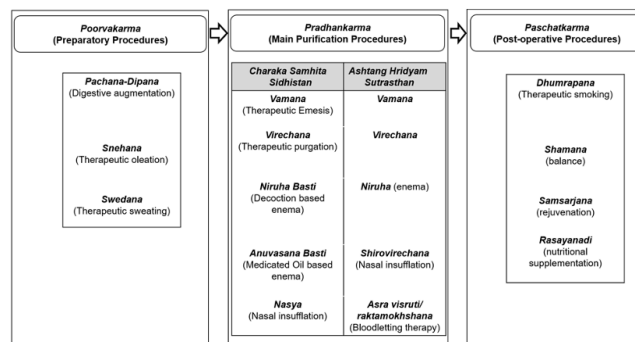 Poorvakarma
(Preparatory Procedures)
Pachana-Dipana
(Digestive augmentation)
Snehana
(Therapeutic oleation)
Swedana
(Therapeutic sweating)
Pradhankarma
(Main Purification Procedures)
Charaka Samhita
Sidhistan
Ashtang Hridyam
Sutrasthan
Vamana
(Therapeutic Emesis)
Vamana
Virechana
(Therapeutic purgation)
Virechana
Niruha Basti
(Decoction based
enema)
Niruha (enema)
Anuvasana Basti
(Medicated Oil based
enema)
Shirovirechana
(Nasal insufflation)
Nasya
(Nasal insufflation)
Asra visruti/
raktamokhshana
(Bloodletting therapy)
Paschatkarma
(Post-operative Procedures)
Dhumrapana
(Therapeutic smoking)
Shamana
(balance)
Samsarjana
(rejuvenation)
Rasayanadi
(nutritional
supplementation)